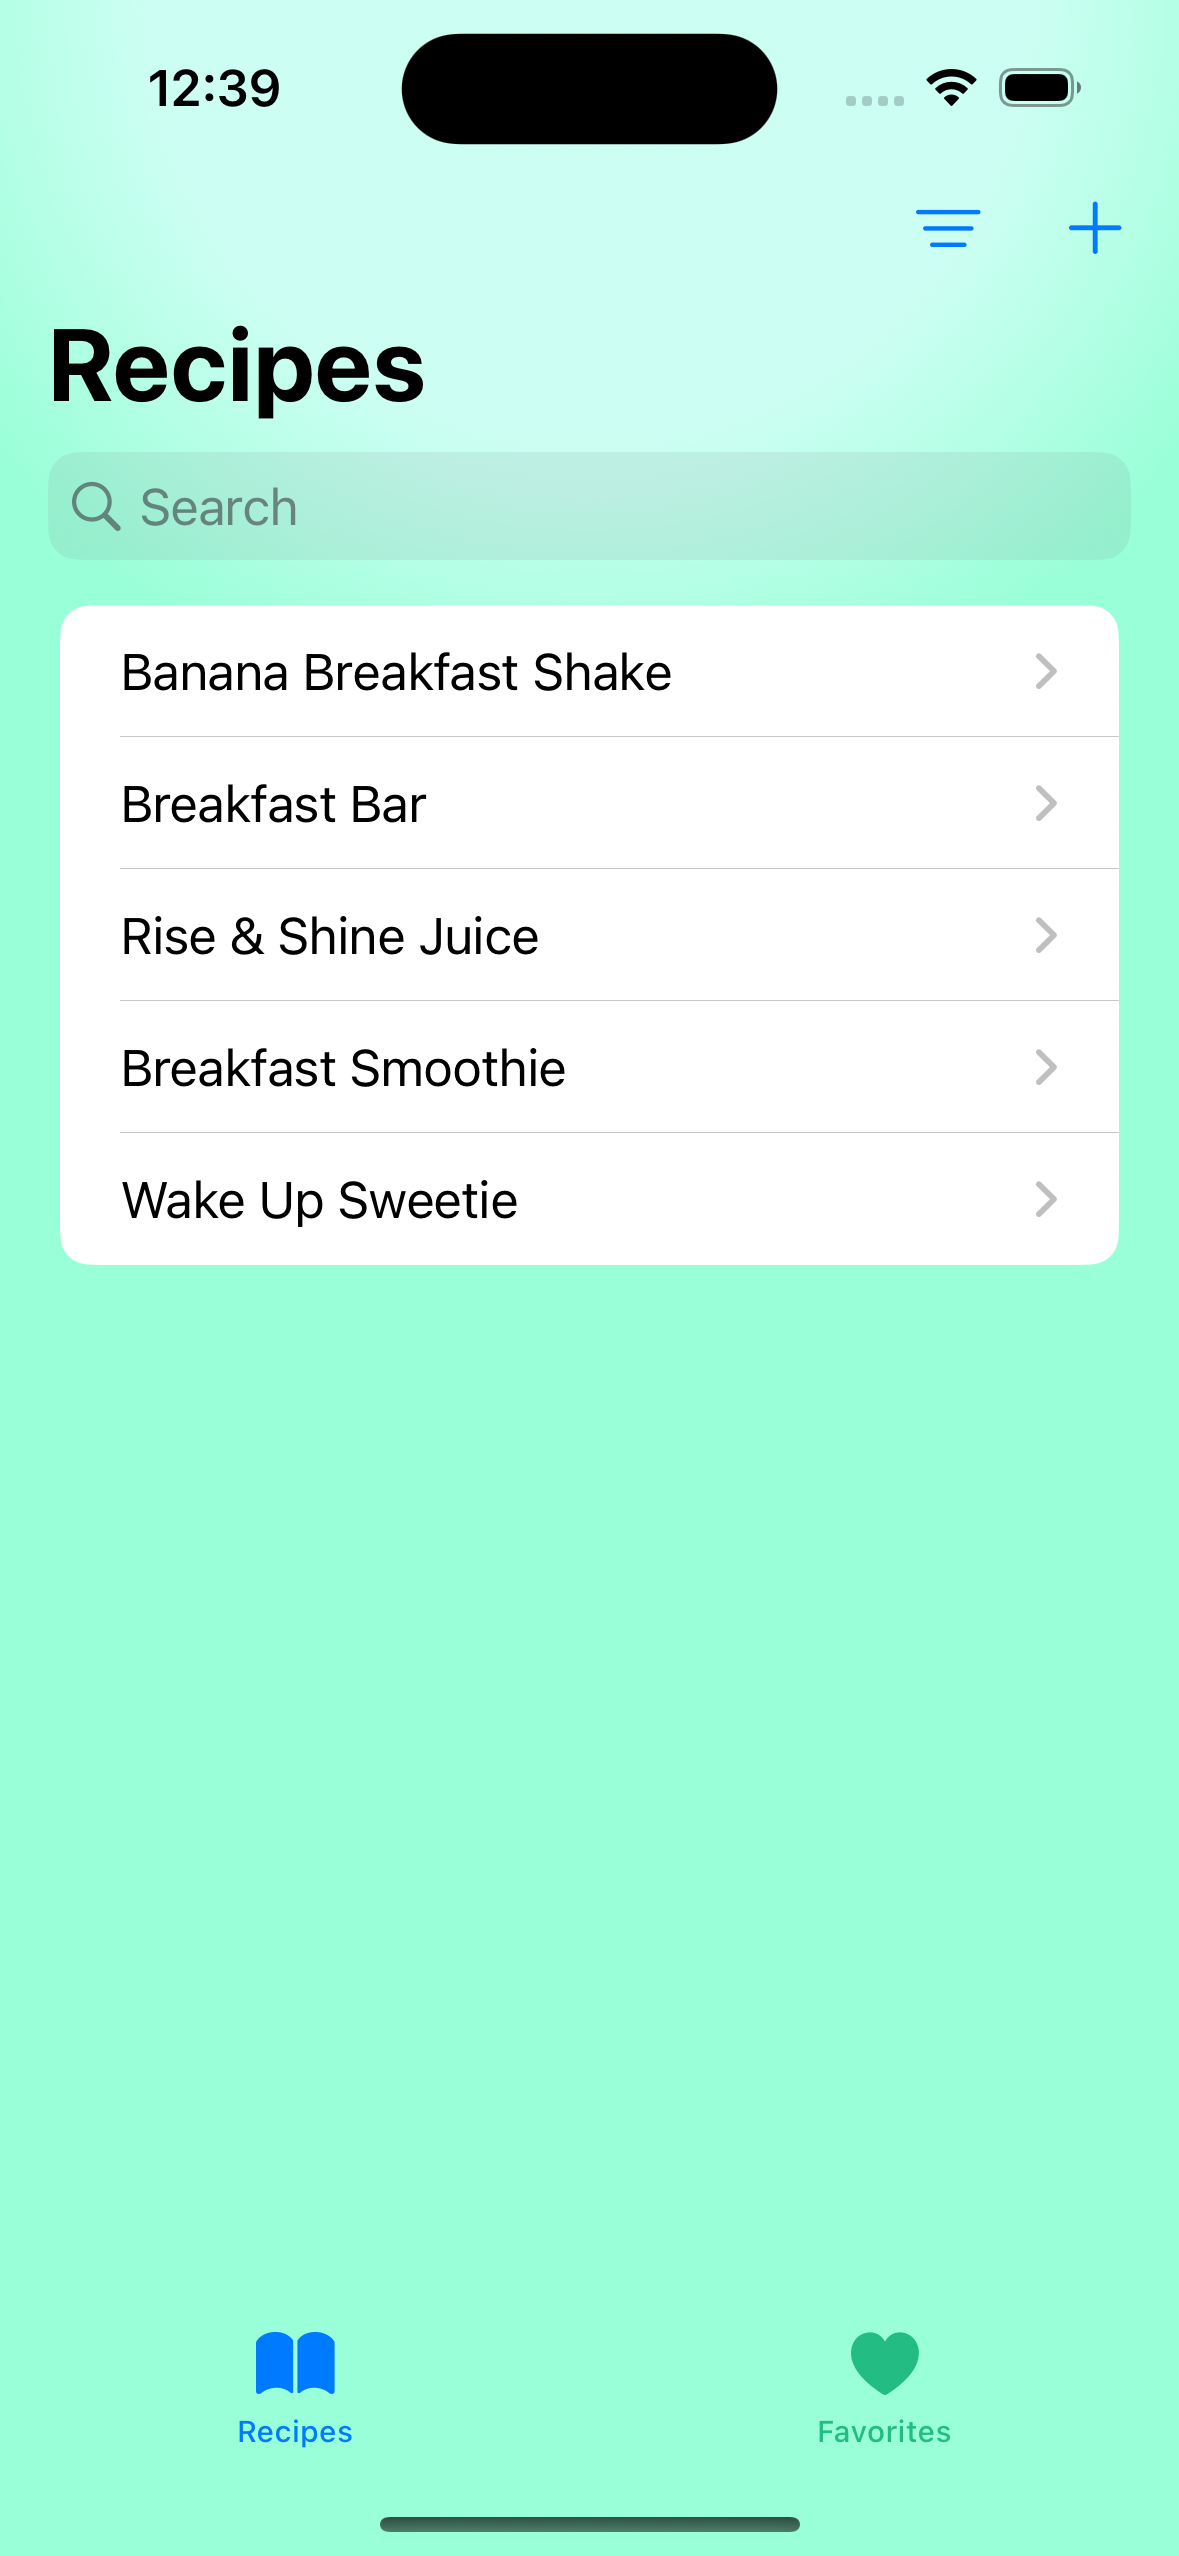 12:39
Recipes
Search
Banana Breakfast Shake
Breakfast Bar
Rise & Shine Juice
Breakfast Smoothie
Wake Up Sweetie
Recipes
Favorites